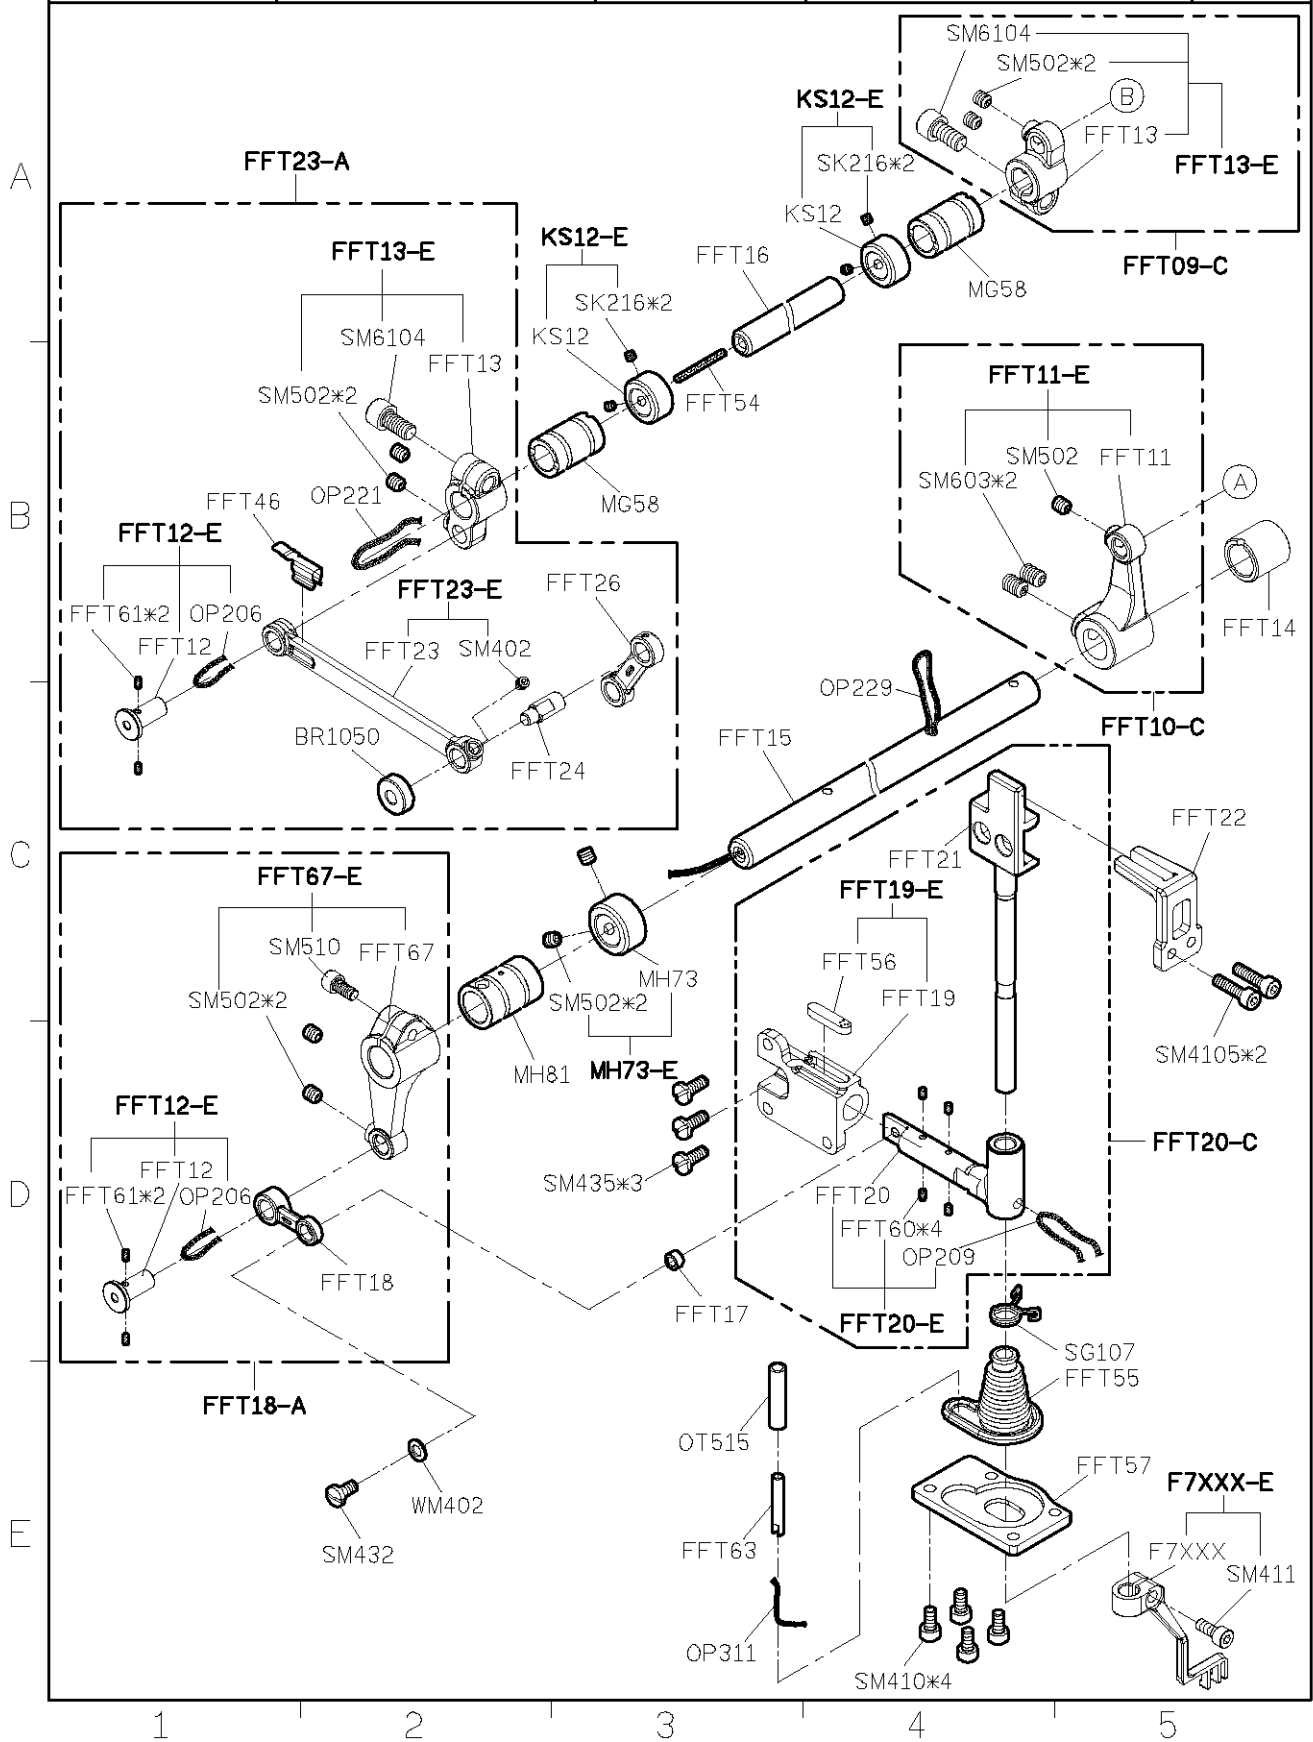 SM6104
SM502*2
B
FFT13
FFT13-E
FFT09-C
KS12-E
SK216*2
KS12
MG58
A
FFT23-A
FFT13-E
SM6104
FFT13
SM502*2
KS12-E
SK216*2
KS12
FFT16
FFT54
MG58
FFT11-E
SM502
FFT11
SM603*2
A
FFT14
FFT10-C
B
FFT46
OP221
FFT12-E
FFT61*2
OP206
FFT12
FFT23-E
FFT23
SM402
FFT26
BR1050
FFT24
OP229
FFT15
C
FFT67-E
SM510
FFT67
SM502*2
MH73
SM502*2
MH81
MH73-E
FFT21
FFT22
FFT19-E
FFT56
FFT19
SM4105*2
FFT20-C
D
FFT12-E
FFT12
FFT61*2
OP206
FFT18
FFT18-A
SM435*3
FFT20
FFT60*4
OP209
FFT17
FFT20-E
SG107
FFT55
E
OT515
WM402
SM432
FFT63
OP311
FFT57
F7XXX-E
F7XXX
SM411
SM410*4
1
2
3
4
5